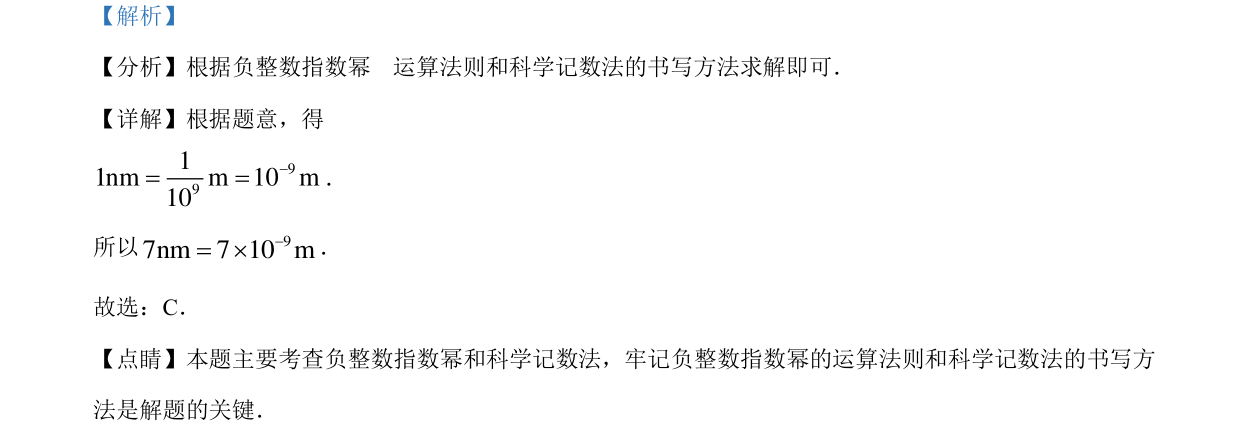 【解析】
【分析】根据负整数指数幂 运算法则和科学记数法的书写方法求解即可．
【详解】根据题意，得
1nm = \frac{1}{10^9} m = 10^{-9} m．
所以 7nm = 7×10^{-9} m．
故选：C．
【点睛】本题主要考查负整数指数幂和科学记数法，牢记负整数指数幂的运算法则和科学记数法的书写方
法是解题的关键．